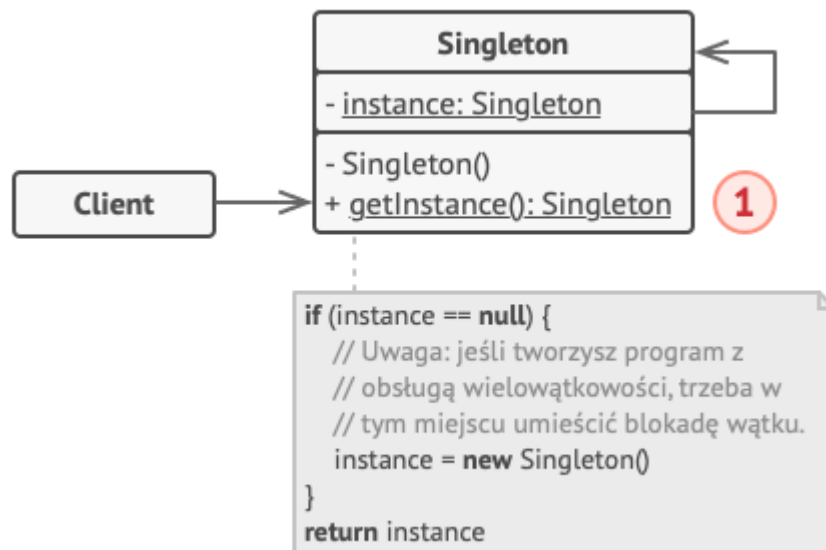 Singleton
- instance: Singleton
- Singleton()
+ getInstance(): Singleton
Client
1
if (instance == null) {
// Uwaga: jeśli tworzysz program z
// obsługą wielowątkowości, trzeba w
// tym miejscu umieścić blokadę wątku.
instance = new Singleton()
}
return instance